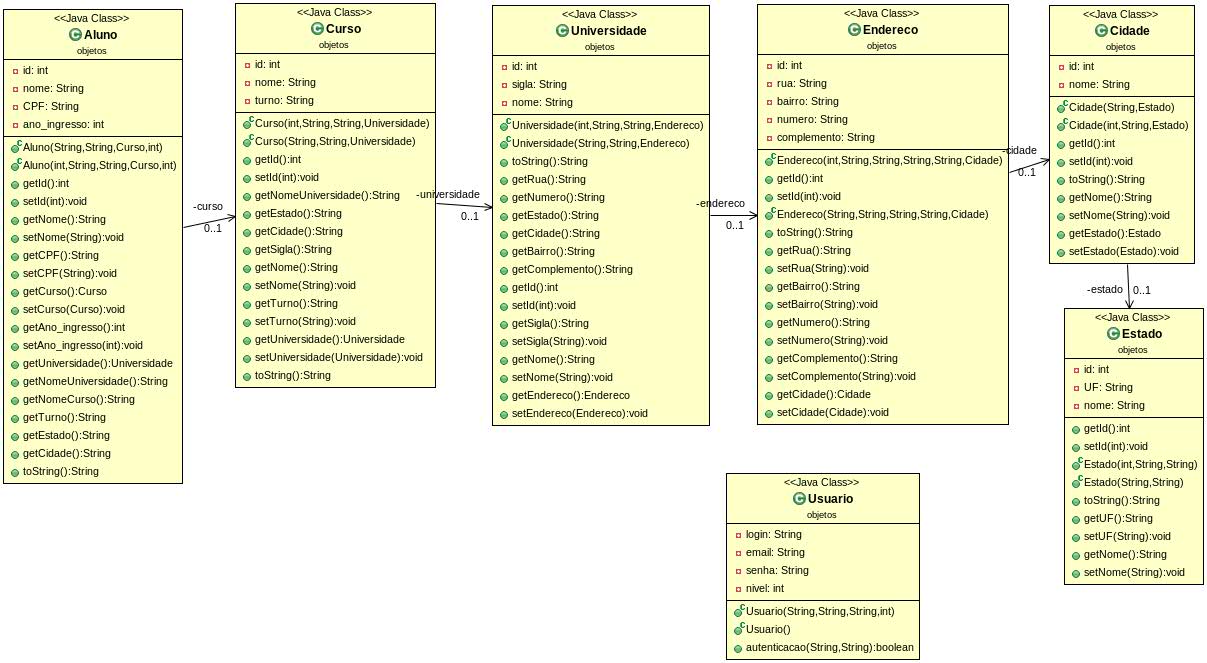 <<Java Class>>
Aluno
objetos
id: int
nome: String
CPF: String
ano_ingresso: int
Aluno(String,String,Curso,int)
Aluno(int,String,String,Curso,int)
getId():int
setId(int):void
getNome():String
setNome(String):void
getCPF():String
setCPF(String):void
getCurso():Curso
setCurso(Curso):void
getAno_ingresso():int
setAno_ingresso(int):void
getUniversidade():Universidade
getNomeUniversidade():String
getNomeCurso():String
getTurno():String
getEstado():String
getCidade():String
toString():String
-curso
0..1
<<Java Class>>
Curso
objetos
id: int
nome: String
turno: String
Curso(int,String,String,Universidade)
Curso(String,String,Universidade)
getId():int
setId(int):void
getNomeUniversidade():String
getEstado():String
getCidade():String
getSigla():String
getNome():String
setNome(String):void
getTurno():String
setTurno(String):void
getUniversidade():Universidade
setUniversidade(Universidade):void
toString():String
-universidade
0..1
<<Java Class>>
Universidade
objetos
id: int
sigla: String
nome: String
Universidade(int,String,String,Endereco)
Universidade(String,String,Endereco)
toString():String
getRua():String
getNumero():String
getEstado():String
getCidade():String
getBairro():String
getComplemento():String
getId():int
setId(int):void
getSigla():String
setSigla(String):void
getNome():String
setNome(String):void
getEndereco():Endereco
setEndereco(Endereco):void
-endereco
0..1
<<Java Class>>
Endereco
objetos
id: int
rua: String
bairro: String
numero: String
complemento: String
Endereco(int,String,String,String,String,Cidade)
getId():int
setId(int):void
Endereco(String,String,String,String,Cidade)
toString():String
getRua():String
setRua(String):void
getBairro():String
setBairro(String):void
getNumero():String
setNumero(String):void
getComplemento():String
setComplemento(String):void
getCidade():Cidade
setCidade(Cidade):void
-cidade
0..1
<<Java Class>>
Cidade
objetos
id: int
nome: String
Cidade(String,Estado)
Cidade(int,String,Estado)
getId():int
setId(int):void
toString():String
getNome():String
setNome(String):void
getEstado():Estado
setEstado(Estado):void
-estado
0..1
<<Java Class>>
Estado
objetos
id: int
UF: String
nome: String
getId():int
setId(int):void
Estado(int,String,String)
Estado(String,String)
toString():String
getUF():String
setUF(String):void
getNome():String
setNome(String):void
<<Java Class>>
Usuario
objetos
login: String
email: String
senha: String
nivel: int
Usuario(String,String,String,int)
Usuario()
autenticacao(String,String):boolean